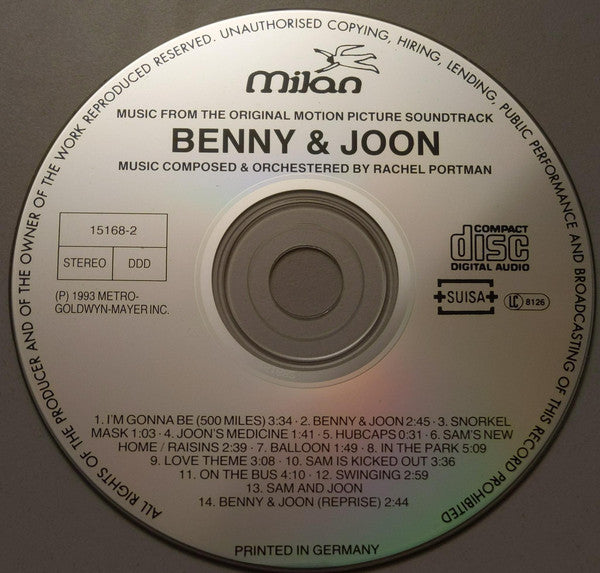 ALL RIGHTS OF THE PRODUCER AND OF THE OWNER OF THE WORK REPRODUCED RESERVED. UNAUTHORISED COPYING, HIRING, LENDING, PUBLIC PERFORMANCE AND BROADCASTING OF THIS RECORD PROHIBITED
Milan
MUSIC FROM THE ORIGINAL MOTION PICTURE SOUNDTRACK
BENNY & JOON
MUSIC COMPOSED & ORCHESTERED BY RACHEL PORTMAN
15168-2
STEREO DDD
(P) 1993 METRO-
GOLDWYN-MAYER INC.
COMPACT
disc
DIGITAL AUDIO
SUISA
LC 8126
1. I'M GONNA BE (500 MILES) 3:34 · 2. BENNY & JOON 2:45 · 3. SNORKEL
MASK 1:03 · 4. JOON'S MEDICINE 1:41 · 5. HUBCAPS 0:31 · 6. SAM'S NEW
HOME / RAISINS 2:39 · 7. BALLOON 1:49 · 8. IN THE PARK 5:09
9. LOVE THEME 3:08 · 10. SAM IS KICKED OUT 3:36
11. ON THE BUS 4:10 · 12. SWINGING 2:59
13. SAM AND JOON
14. BENNY & JOON (REPRISE) 2:44
PRINTED IN GERMANY